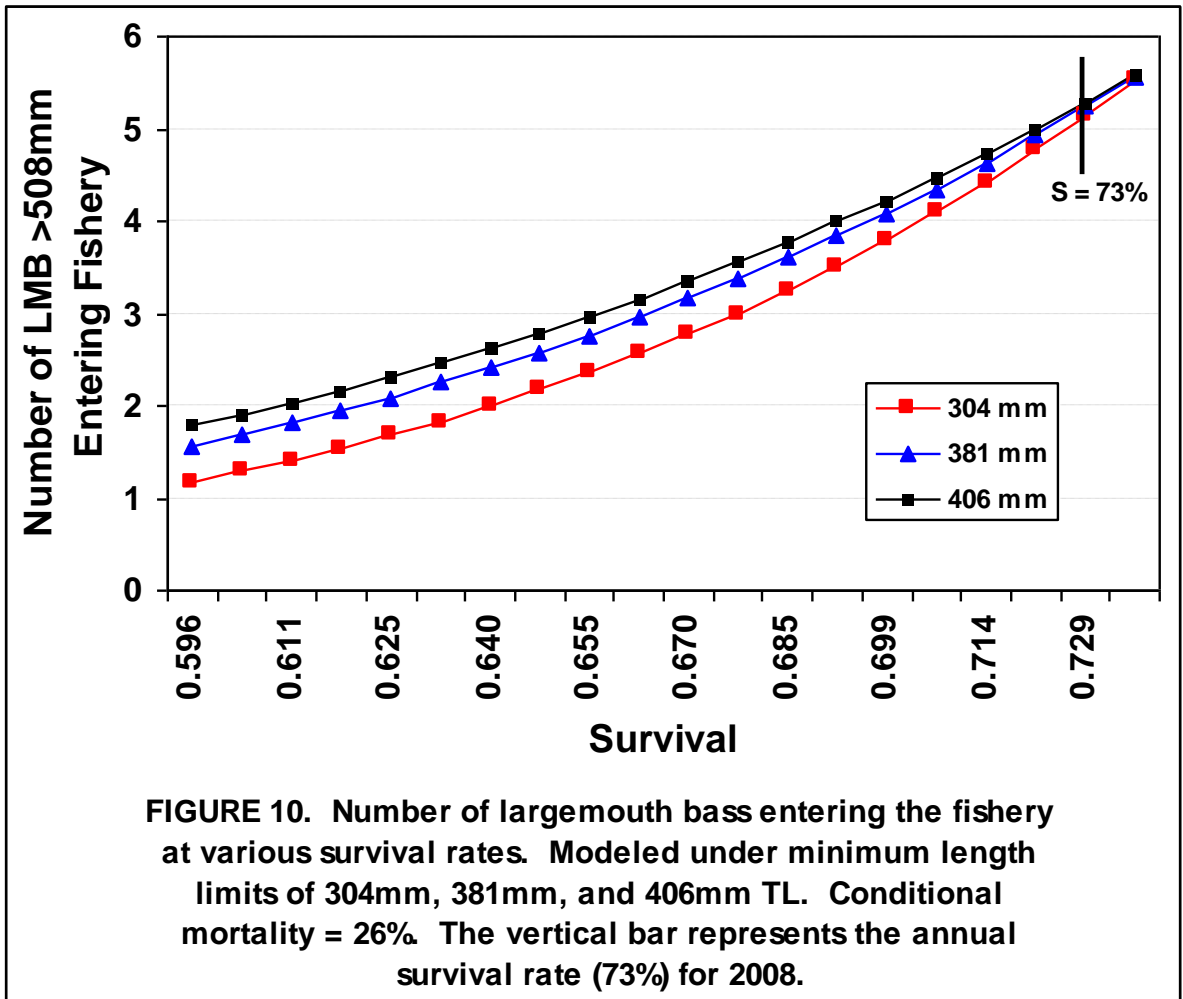 Number of LMB >508mm
Entering Fishery
6
5
4
3
2
1
0
S = 73%
304 mm
381 mm
406 mm
0.596
0.611
0.625
0.640
0.655
0.670
0.685
0.699
0.714
0.729
Survival
FIGURE 10. Number of largemouth bass entering the fishery
at various survival rates. Modeled under minimum length
limits of 304mm, 381mm, and 406mm TL. Conditional
mortality = 26%. The vertical bar represents the annual
survival rate (73%) for 2008.